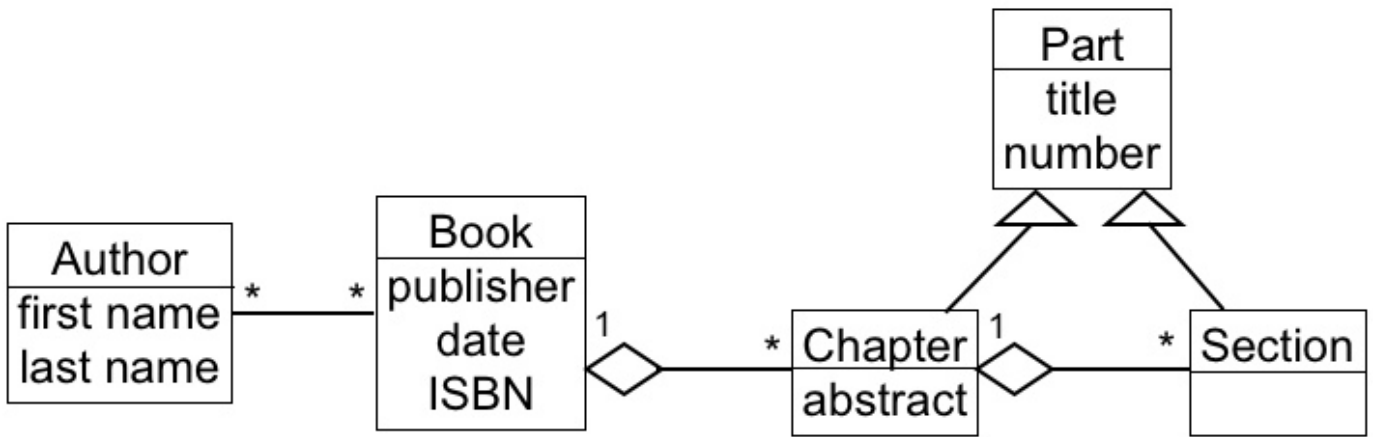 Part
title
number
Author
first name
last name
*
*
Book
publisher
date
ISBN
1
*
Chapter
abstract
1
*
Section